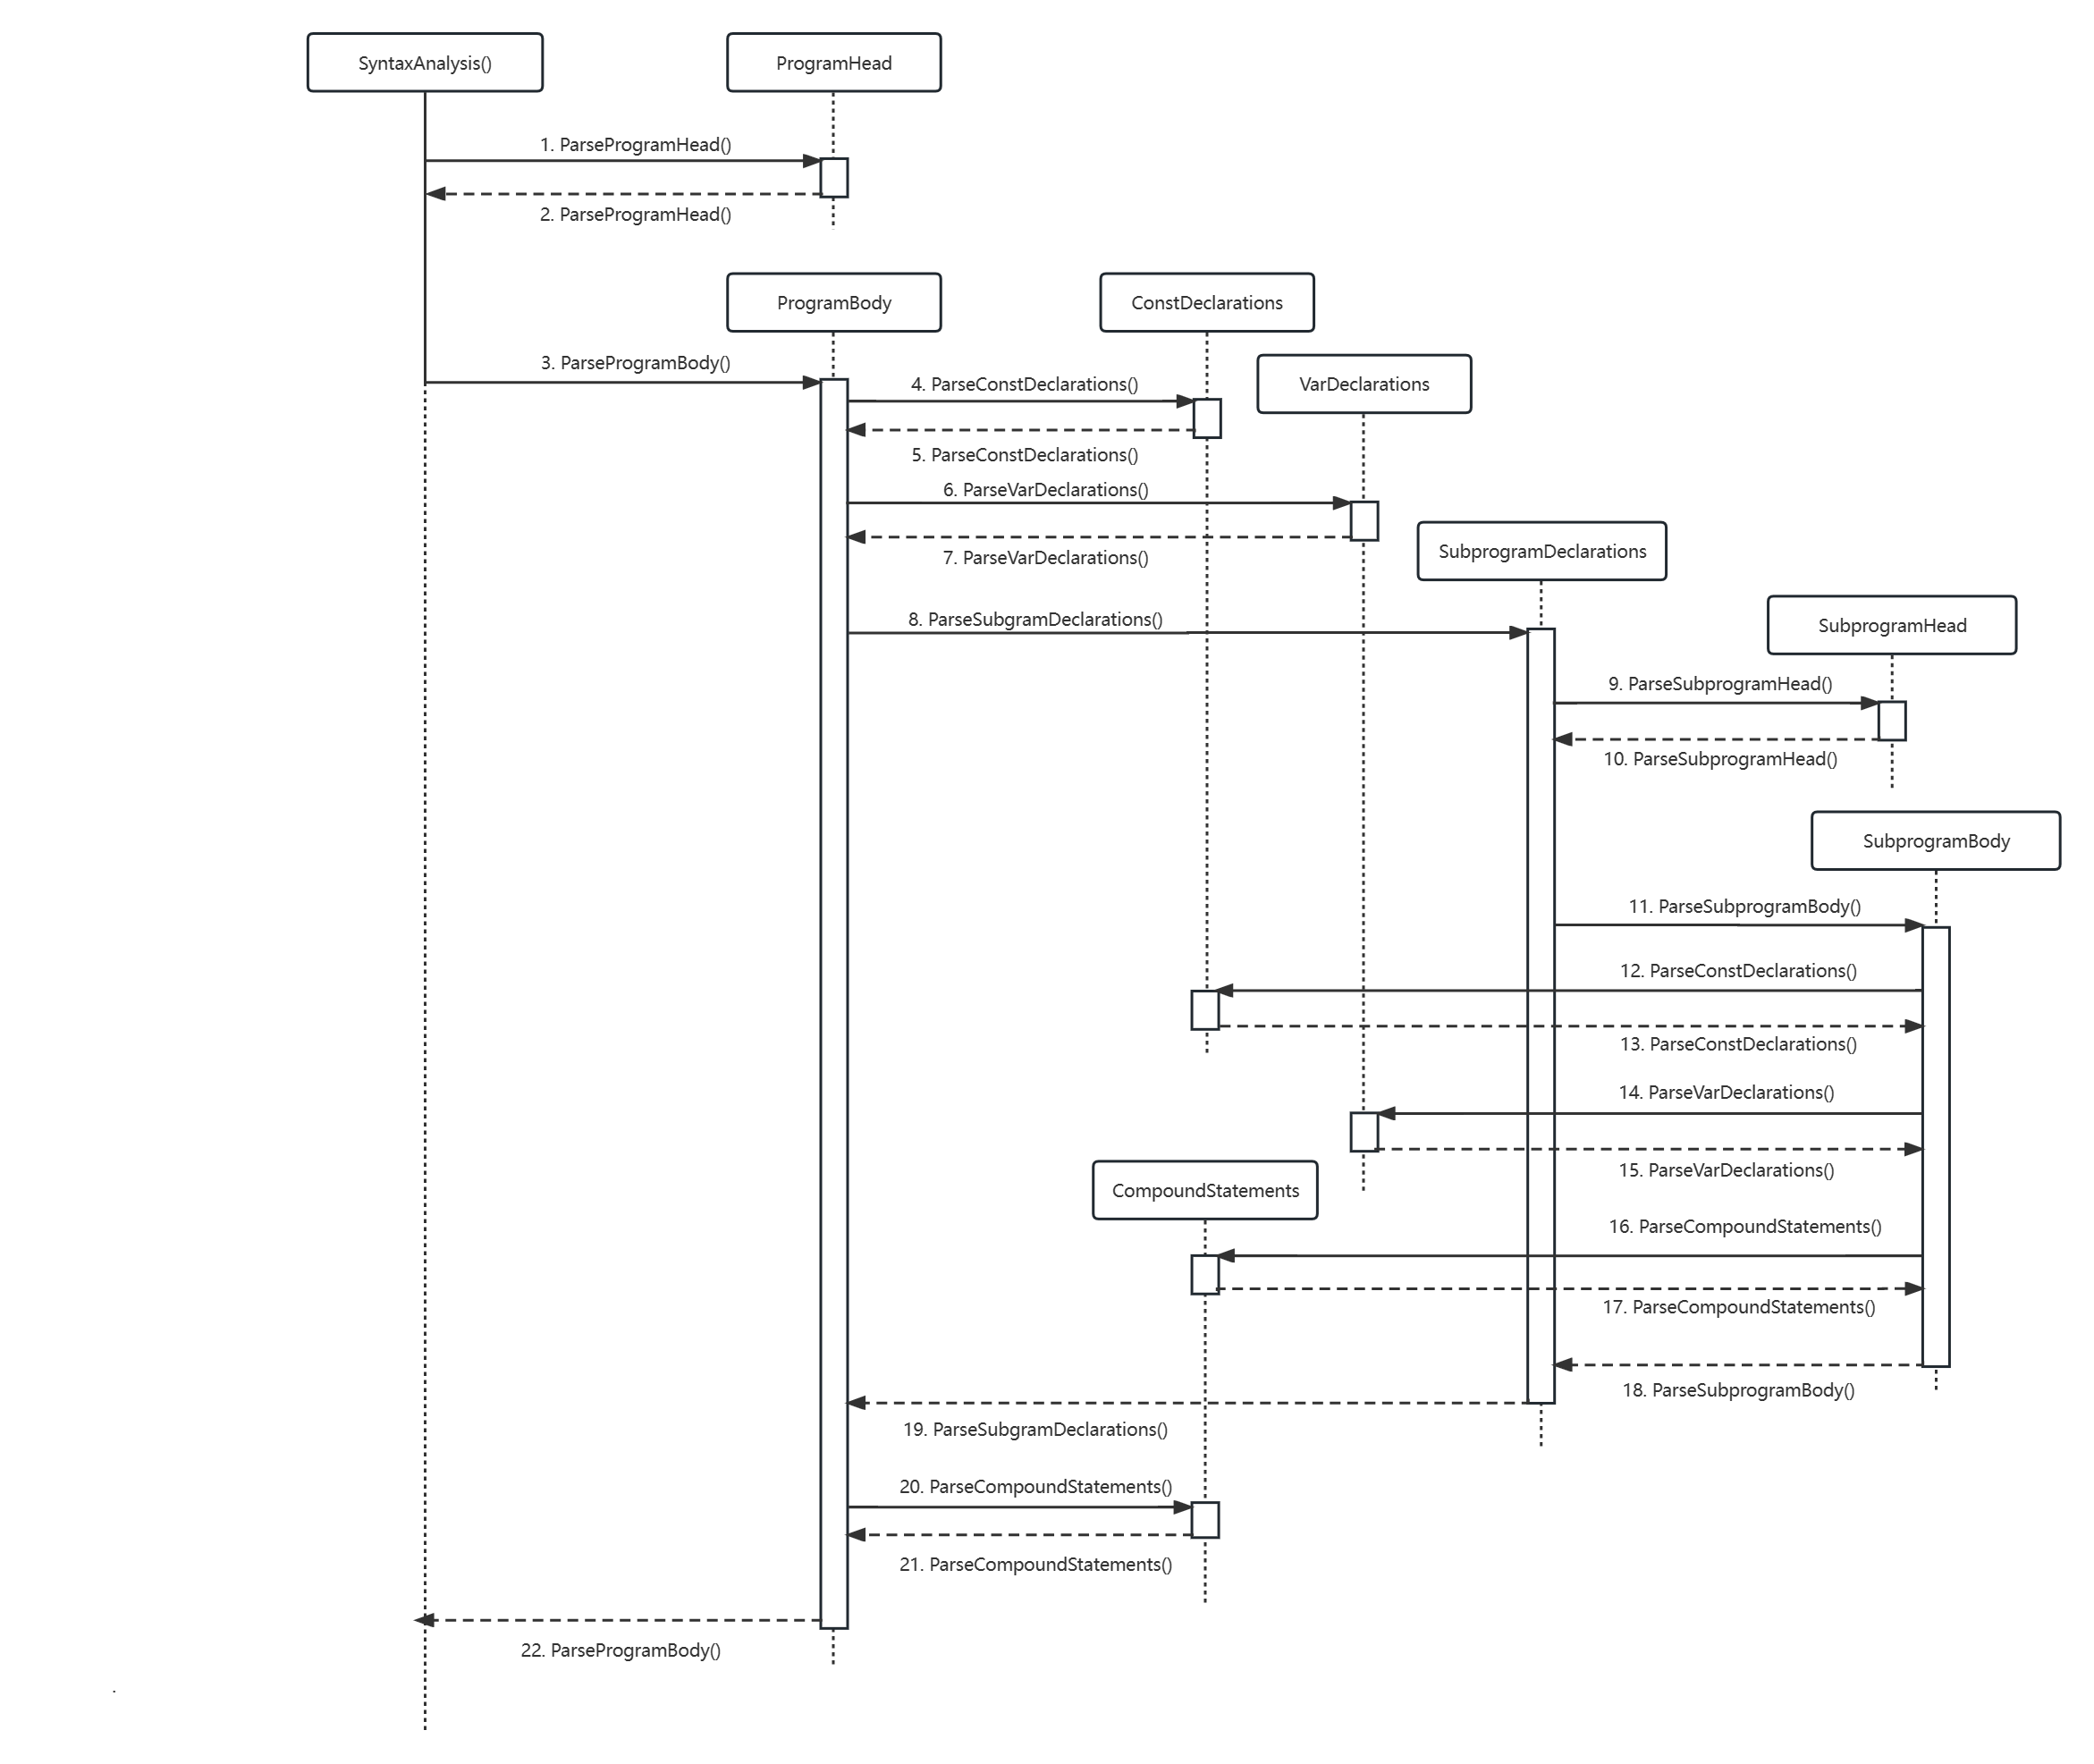 SyntaxAnalysis()
ProgramHead
1. ParseProgramHead()
2. ParseProgramHead()
ProgramBody
ConstDeclarations
3. ParseProgramBody()
4. ParseConstDeclarations()
VarDeclarations
5. ParseConstDeclarations()
6. ParseVarDeclarations()
7. ParseVarDeclarations()
SubprogramDeclarations
8. ParseSubgramDeclarations()
SubprogramHead
9. ParseSubprogramHead()
10. ParseSubprogramHead()
SubprogramBody
11. ParseSubprogramBody()
12. ParseConstDeclarations()
13. ParseConstDeclarations()
14. ParseVarDeclarations()
15. ParseVarDeclarations()
CompoundStatements
16. ParseCompoundStatements()
17. ParseCompoundStatements()
18. ParseSubprogramBody()
19. ParseSubgramDeclarations()
20. ParseCompoundStatements()
21. ParseCompoundStatements()
22. ParseProgramBody()
.